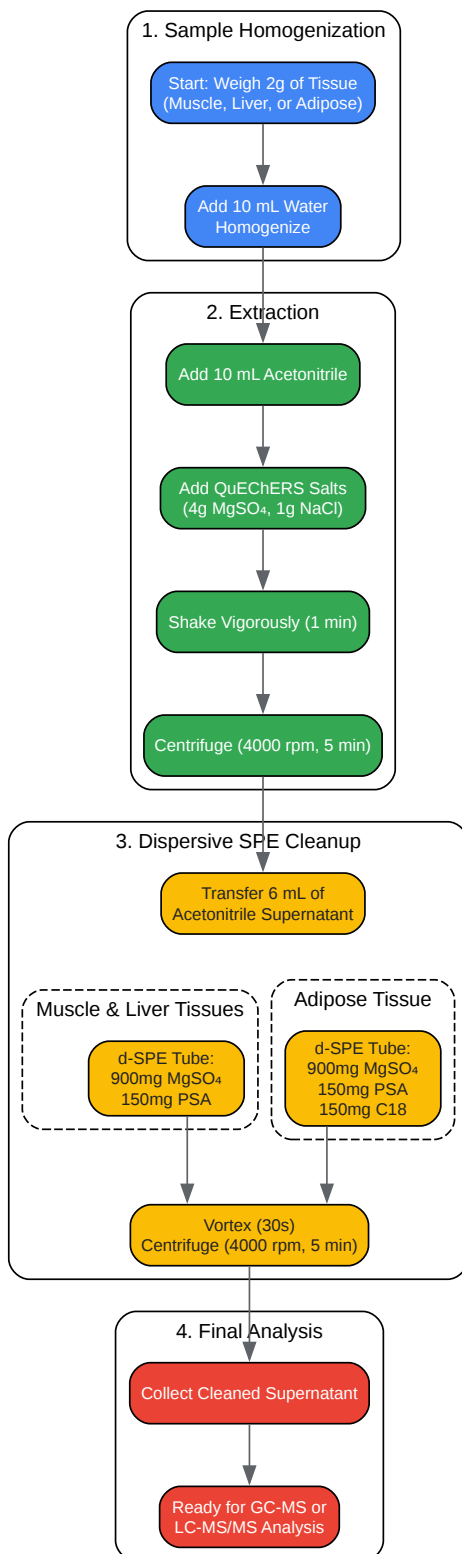 1. Sample Homogenization
Start: Weigh 2g of Tissue
(Muscle, Liver, or Adipose)
Add 10 mL Water
Homogenize
2. Extraction
Add 10 mL Acetonitrile
Add QuEChERS Salts
(4g MgSO₄, 1g NaCl)
Shake Vigorously (1 min)
Centrifuge (4000 rpm, 5 min)
3. Dispersive SPE Cleanup
Transfer 6 mL of
Acetonitrile Supernatant
Muscle & Liver Tissues
d-SPE Tube:
900mg MgSO₄
150mg PSA
Adipose Tissue
d-SPE Tube:
900mg MgSO₄
150mg PSA
150mg C18
Vortex (30s)
Centrifuge (4000 rpm, 5 min)
4. Final Analysis
Collect Cleaned Supernatant
Ready for GC-MS or
LC-MS/MS Analysis